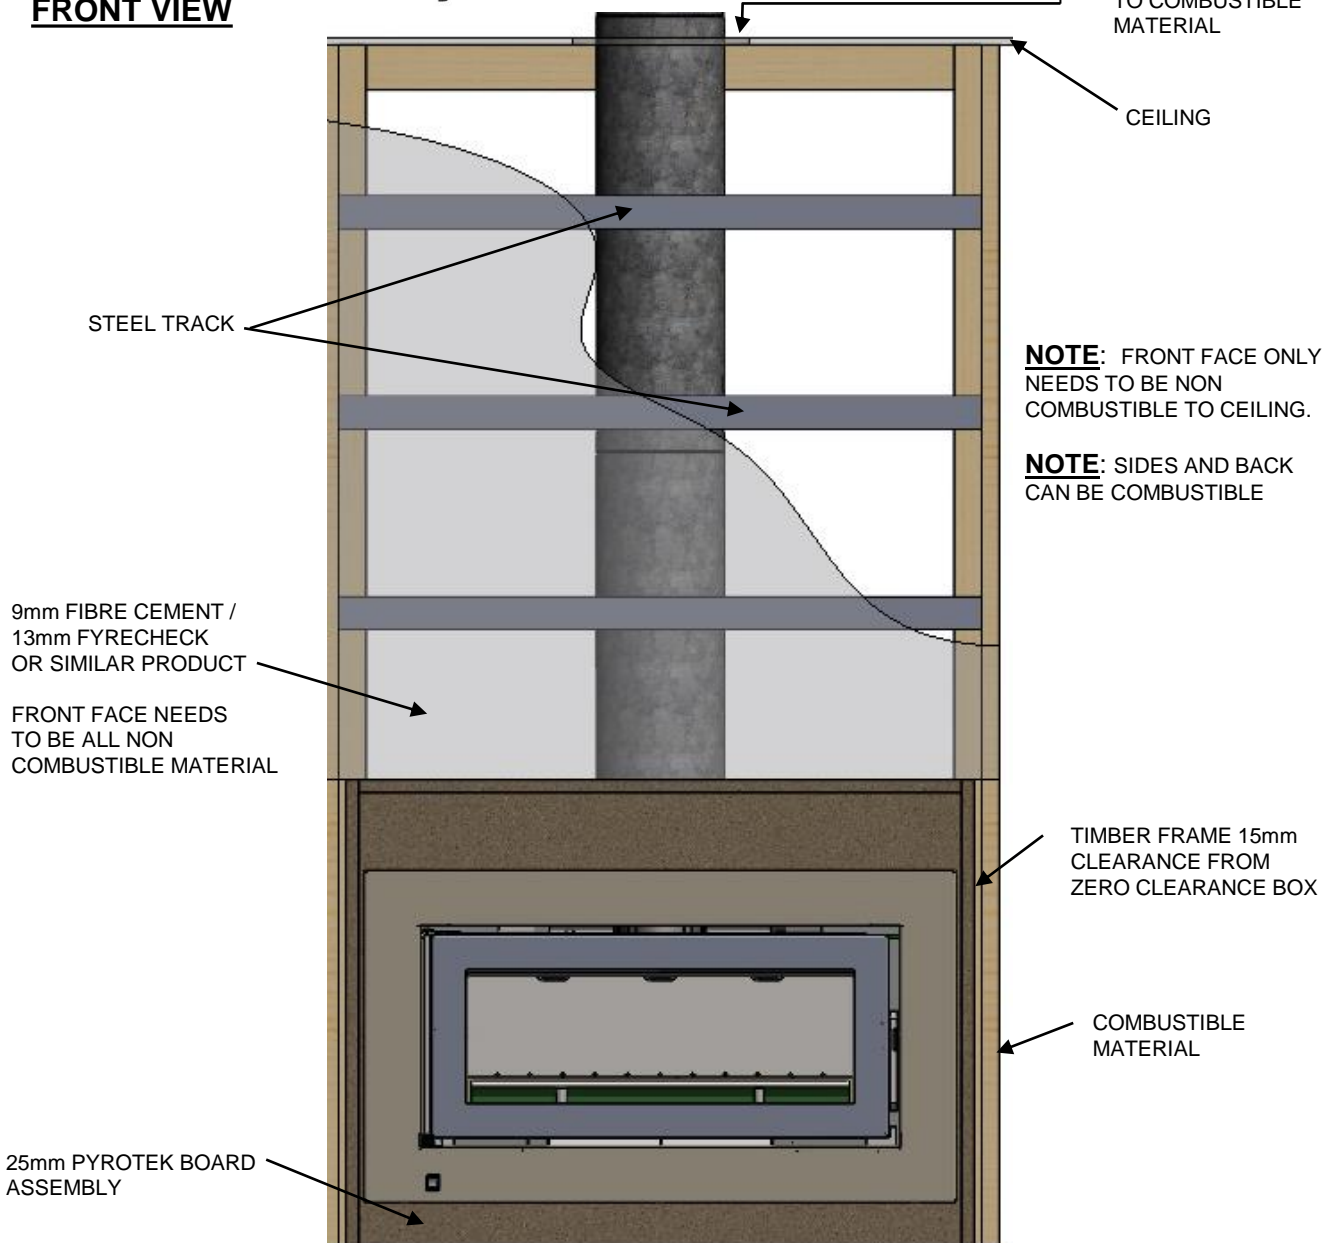 FRONT VIEW
TO COMBUSTIBLE
MATERIAL
CEILING
STEEL TRACK
NOTE: FRONT FACE ONLY
NEEDS TO BE NON
COMBUSTIBLE TO CEILING.
NOTE: SIDES AND BACK
CAN BE COMBUSTIBLE
9mm FIBRE CEMENT /
13mm FYRECHECK
OR SIMILAR PRODUCT
FRONT FACE NEEDS
TO BE ALL NON
COMBUSTIBLE MATERIAL
TIMBER FRAME 15mm
CLEARANCE FROM
ZERO CLEARANCE BOX
COMBUSTIBLE
MATERIAL
25mm PYROTEK BOARD
ASSEMBLY